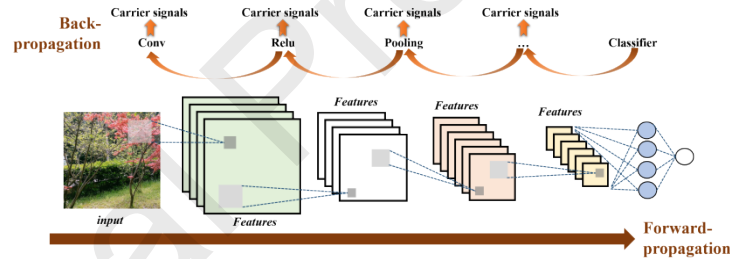 Carrier signals Carrier signals Carrier signals Carrier signals
Back-
propagation
Conv Relu Pooling ... Classifier
Features
Features
Features
input
Features
Forward-
propagation